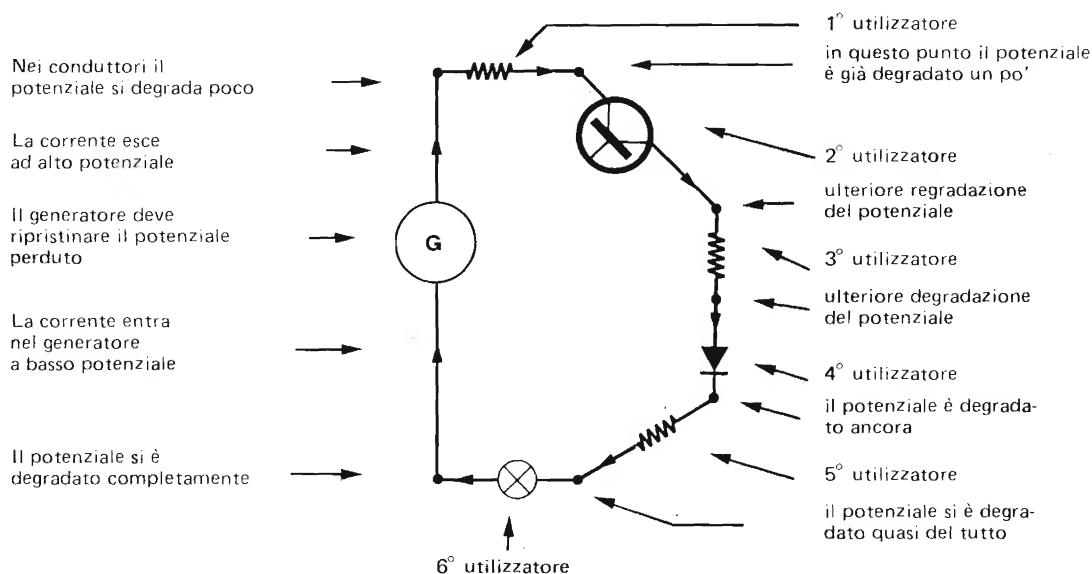 Nei conduttori il
potenziale si degrada poco
La corrente esce
ad alto potenziale
Il generatore deve
ripristinare il potenziale
perduto
La corrente entra
nel generatore
a basso potenziale
Il potenziale si è
degradato completamente
G
1° utilizzatore
in questo punto il potenziale
è già degradato un po'
2° utilizzatore
ulteriore regradazione
del potenziale
3° utilizzatore
ulteriore degradazione
del potenziale
4° utilizzatore
il potenziale è degrada-
to ancora
5° utilizzatore
il potenziale si è degra-
dato quasi del tutto
6° utilizzatore